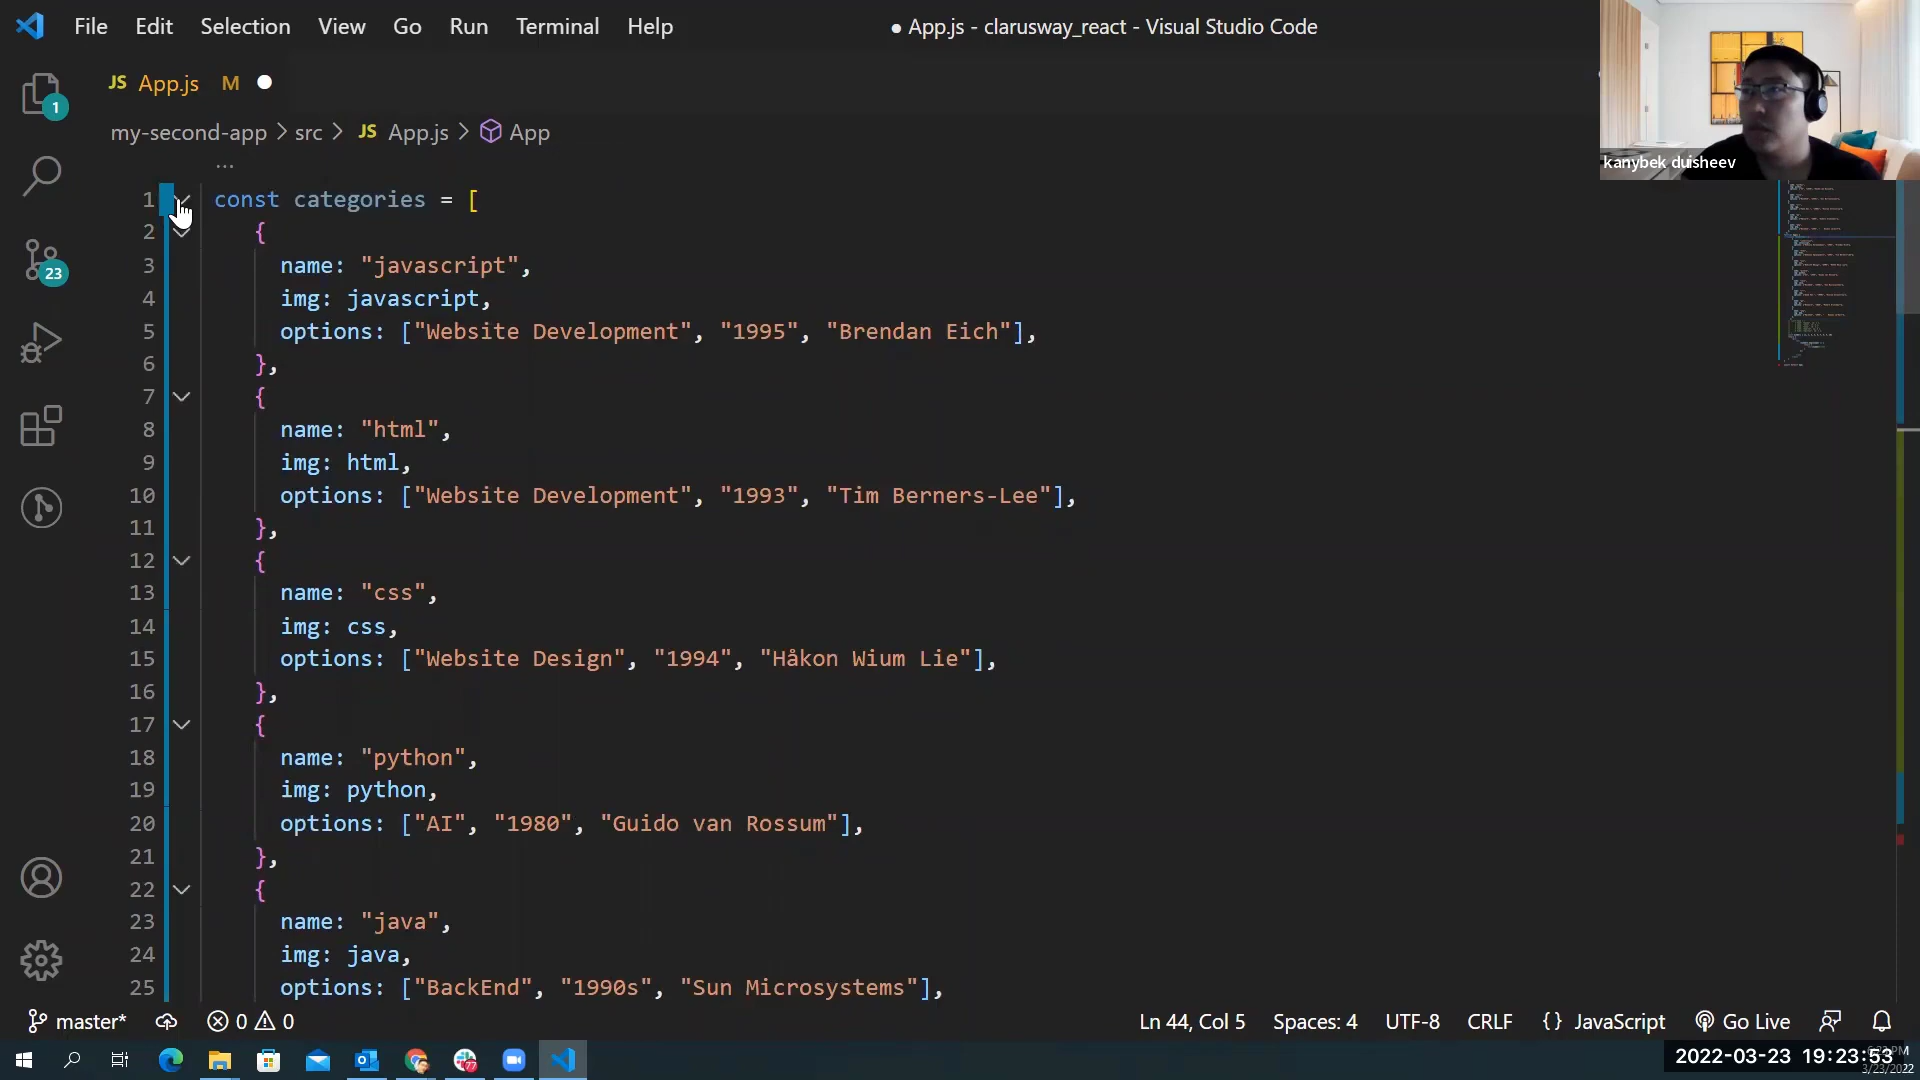 File Edit Selection View Go Run Terminal Help
● App.js - clarusway_react - Visual Studio Code
JS App.js M
my-second-app > src > JS App.js > App
...
1 const categories = [
2 {
3 name: "javascript",
4 img: javascript,
5 options: ["Website Development", "1995", "Brendan Eich"],
6 },
7 {
8 name: "html",
9 img: html,
10 options: ["Website Development", "1993", "Tim Berners-Lee"],
11 },
12 {
13 name: "css",
14 img: css,
15 options: ["Website Design", "1994", "Håkon Wium Lie"],
16 },
17 {
18 name: "python",
19 img: python,
20 options: ["AI", "1980", "Guido van Rossum"],
21 },
22 {
23 name: "java",
24 img: java,
25 options: ["BackEnd", "1990s", "Sun Microsystems"],
kanybek duisheev
1
23
master* 0 0
Ln 44, Col 5 Spaces: 4 UTF-8 CRLF {} JavaScript Go Live
77
2022-03-23 19:23:53
3/23/2022